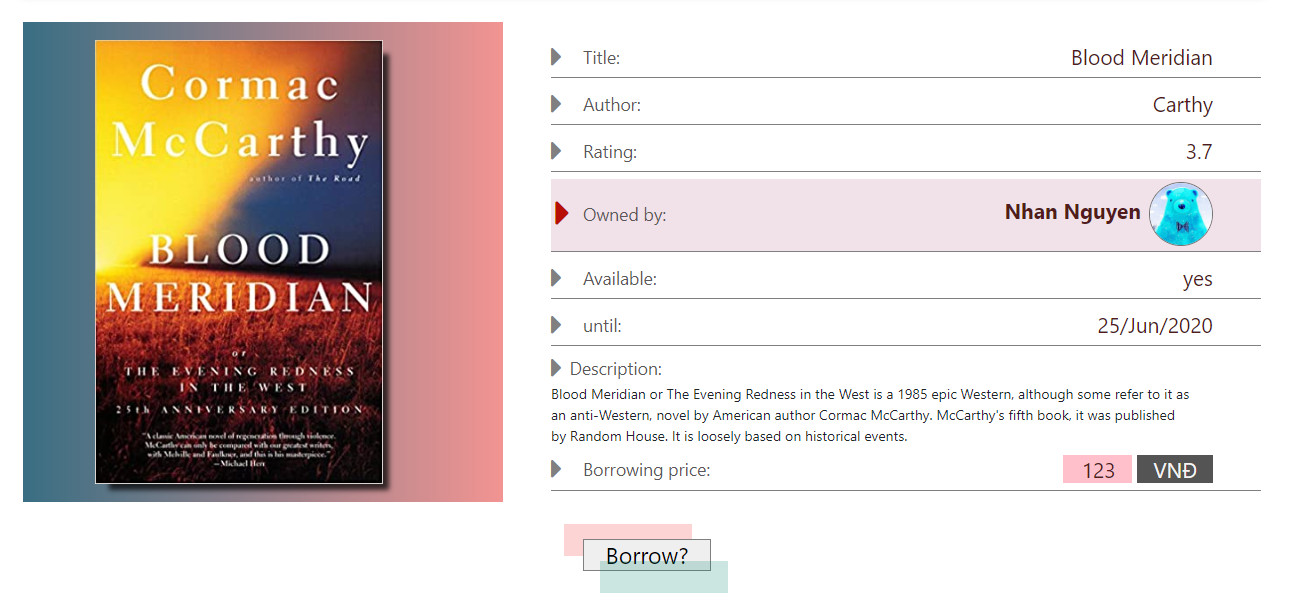 Cormac
McCarthy
author of The Road
BLOOD
MERIDIAN
or
THE EVENING REDNESS
IN THE WEST
25th ANNIVERSARY EDITION
"A classic American novel of regeneration through violence.
McCarthy can only be compared with our greatest writers,
with Melville and Faulkner, and this is his masterpiece."
—Michael Herr
Title: Blood Meridian
Author: Carthy
Rating: 3.7
Owned by: Nhan Nguyen
Available: yes
until: 25/Jun/2020
Description:
Blood Meridian or The Evening Redness in the West is a 1985 epic Western, although some refer to it as
an anti-Western, novel by American author Cormac McCarthy. McCarthy's fifth book, it was published
by Random House. It is loosely based on historical events.
Borrowing price: 123 VNĐ
Borrow?